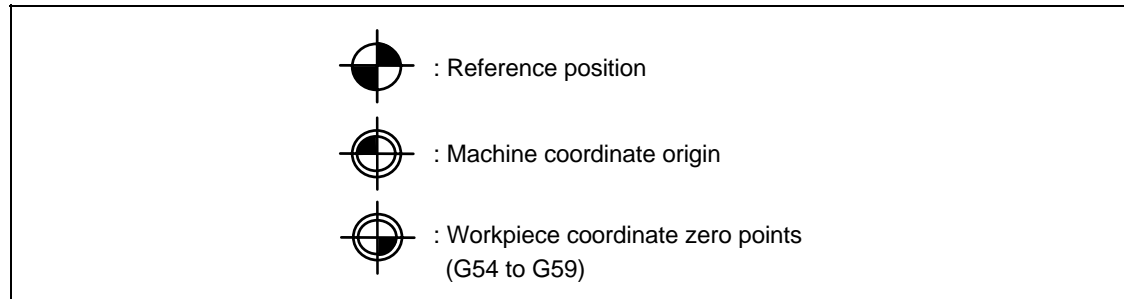 : Reference position
: Machine coordinate origin
: Workpiece coordinate zero points
(G54 to G59)